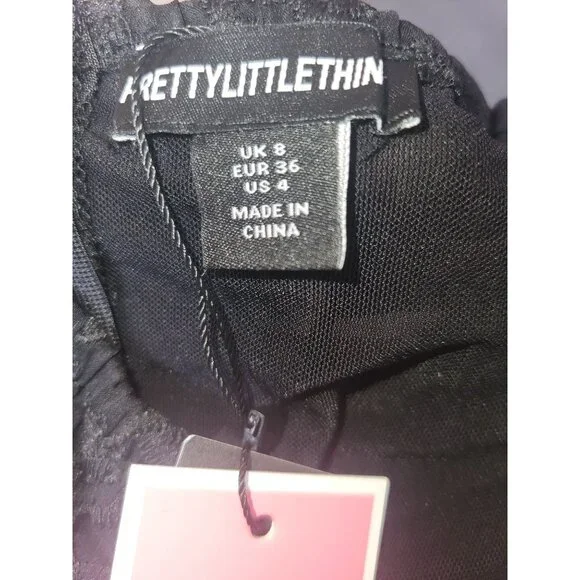 PRETTYLITTLETHIN
UK 8
EUR 36
US 4
MADE IN
CHINA